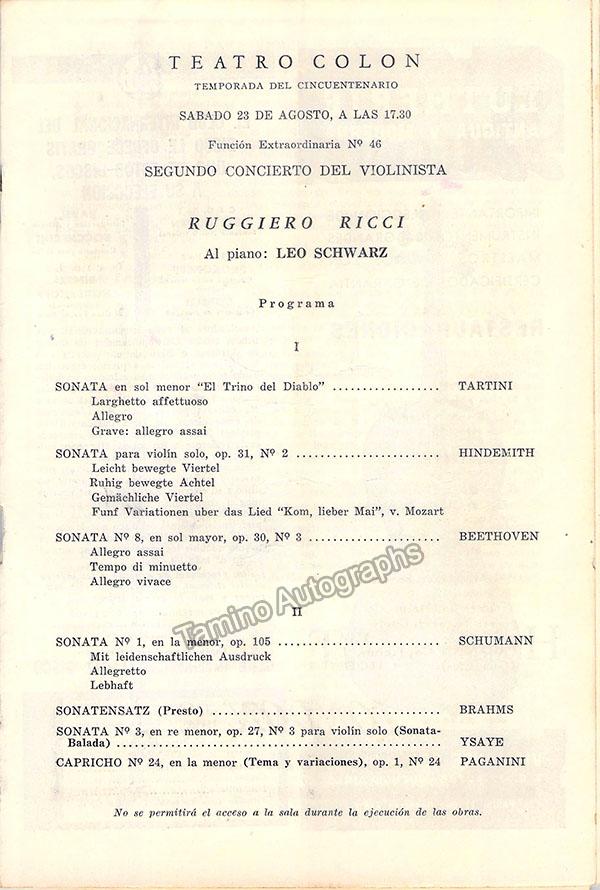 TEATRO COLON
TEMPORADA DEL CINCUENTENARIO
SABADO 23 DE AGOSTO, A LAS 17.30
Función Extraordinaria Nº 46
SEGUNDO CONCIERTO DEL VIOLINISTA
RUGGIERO RICCI
Al piano: LEO SCHWARZ
Programa
I
SONATA en sol menor "El Trino del Diablo" .................. TARTINI
Larghetto affettuoso
Allegro
Grave: allegro assai
SONATA para violín solo, op. 31, Nº 2 ........................ HINDEMITH
Leicht bewegte Viertel
Ruhig bewegte Achtel
Gemächliche Viertel
Funf Variationen uber das Lied "Kom, lieber Mai", v. Mozart
SONATA Nº 8, en sol mayor, op. 30, Nº 3 ...................... BEETHOVEN
Allegro assai
Tempo di minuetto
Allegro vivace
Tamino Autographs
II
SONATA Nº 1, en la menor, op. 105 ........................... SCHUMANN
Mit leidenschaftlichen Ausdruck
Allegretto
Lebhaft
SONATENSATZ (Presto) ...................................... BRAHMS
SONATA Nº 3, en re menor, op. 27, Nº 3 para violín solo (Sonata-
Balada) ...................................................... YSAYE
CAPRICHO Nº 24, en la menor (Tema y variaciones), op. 1, Nº 24 PAGANINI
No se permitirá el acceso a la sala durante la ejecución de las obras.